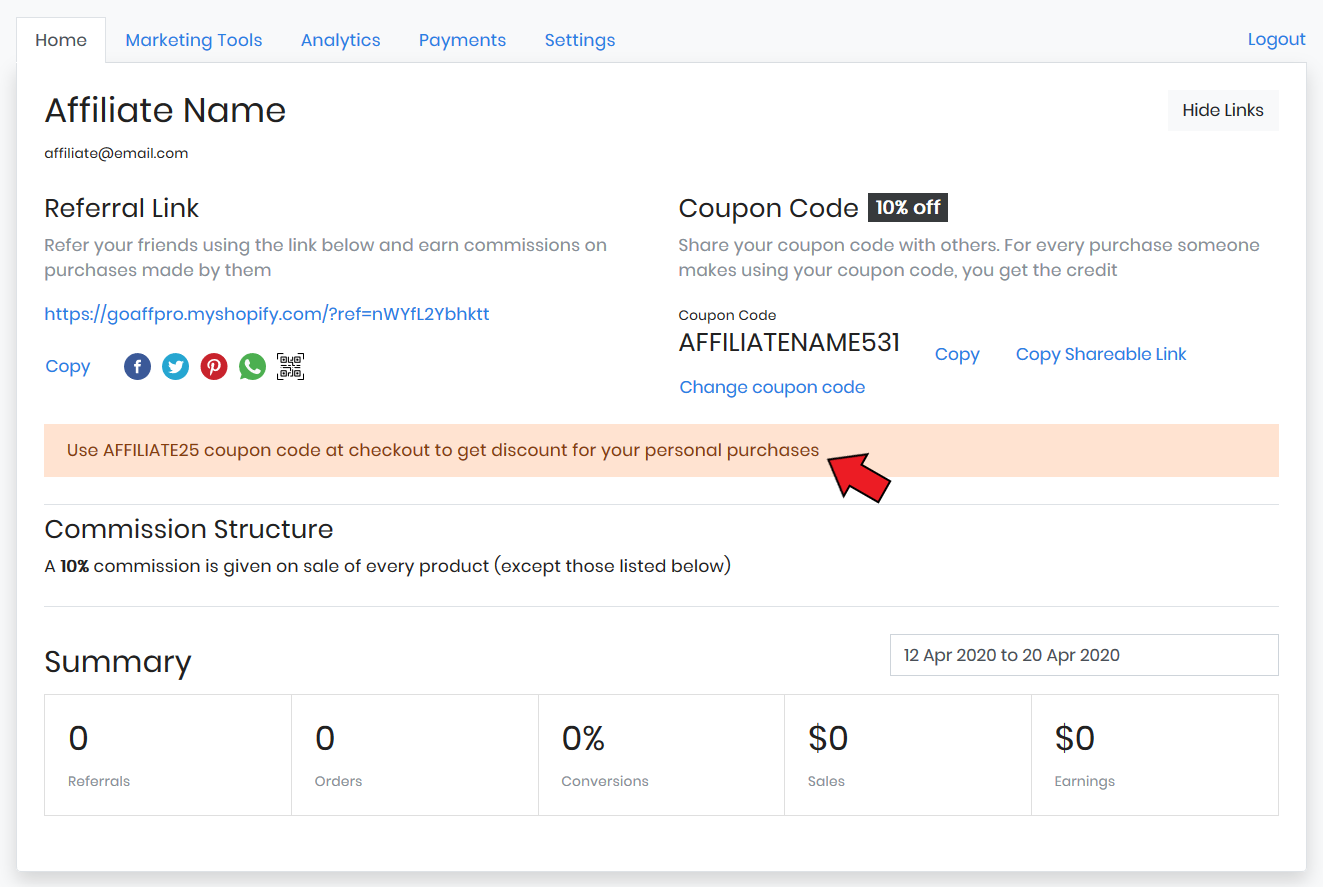 Home
Marketing Tools
Analytics
Payments
Settings
Logout
Affiliate Name
Hide Links
affiliate@email.com
Referral Link
Refer your friends using the link below and earn commissions on
purchases made by them
https://goaffpro.myshopify.com/?ref=nWYfL2Ybhktt
Copy
Coupon Code 10% off
Share your coupon code with others. For every purchase someone
makes using your coupon code, you get the credit
Coupon Code
AFFILIATENAME531
Copy
Copy Shareable Link
Change coupon code
Use AFFILIATE25 coupon code at checkout to get discount for your personal purchases
Commission Structure
A 10% commission is given on sale of every product (except those listed below)
Summary
12 Apr 2020 to 20 Apr 2020
0
Referrals
0
Orders
0%
Conversions
$0
Sales
$0
Earnings